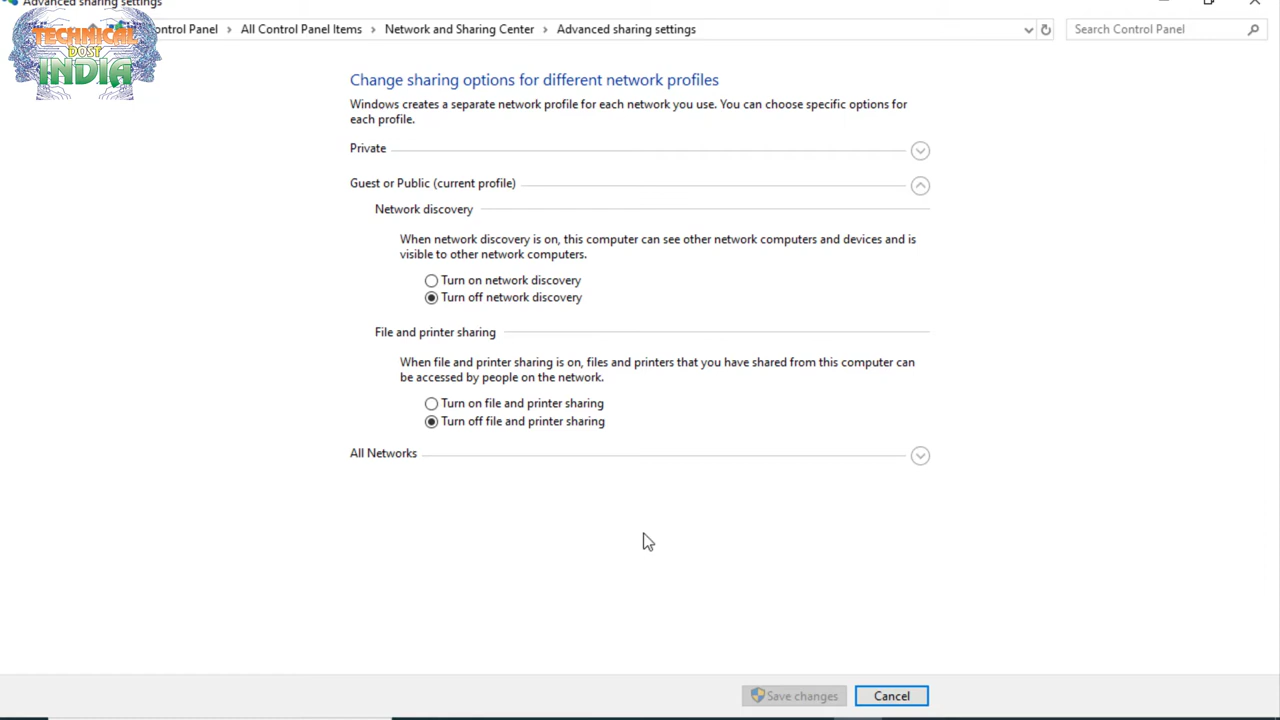 Advanced sharing settings
TECHNICAL
DOST
INDIA
ontrol Panel > All Control Panel Items > Network and Sharing Center > Advanced sharing settings
Search Control Panel
Change sharing options for different network profiles
Windows creates a separate network profile for each network you use. You can choose specific options for
each profile.
Private
Guest or Public (current profile)
Network discovery
When network discovery is on, this computer can see other network computers and devices and is
visible to other network computers.
Turn on network discovery
Turn off network discovery
File and printer sharing
When file and printer sharing is on, files and printers that you have shared from this computer can
be accessed by people on the network.
Turn on file and printer sharing
Turn off file and printer sharing
All Networks
Save changes
Cancel